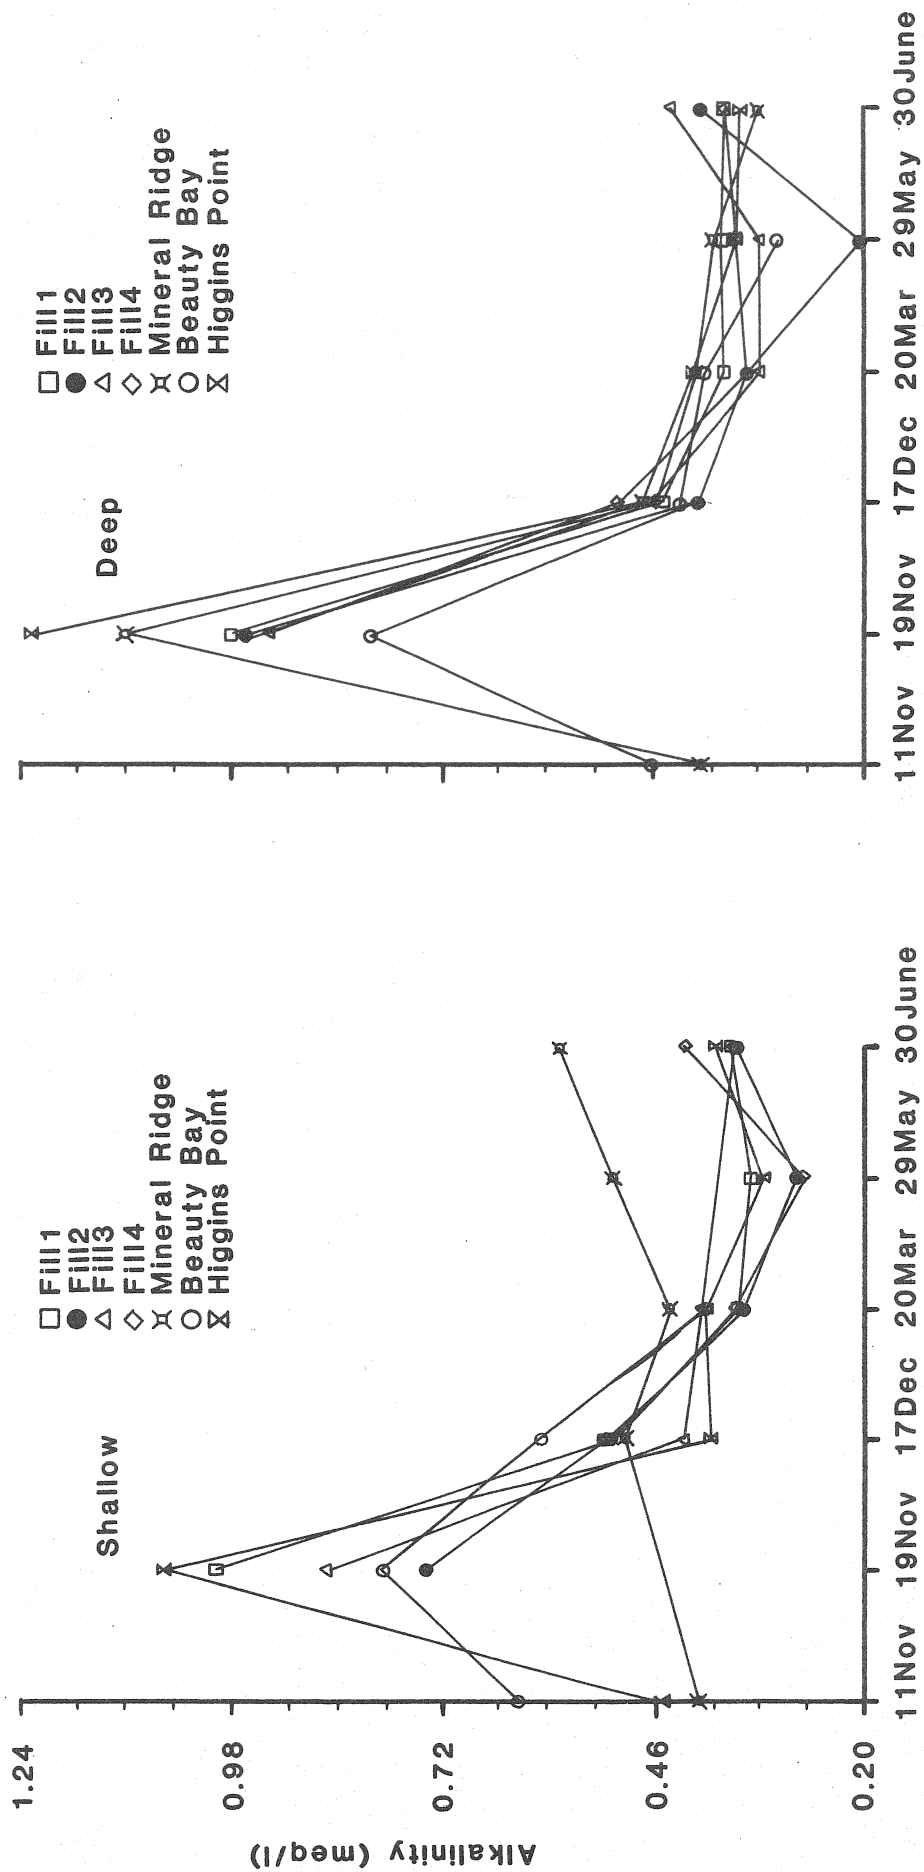 Shallow
□ Fill1
● Fill2
△ Fill3
◇ Fill4
¤ Mineral Ridge
○ Beauty Bay
⧖ Higgins Point
Alkalinity (meq/l)
1.24
0.98
0.72
0.46
0.20
11Nov 19Nov 17Dec 20Mar 29May 30June
Deep
□ Fill1
● Fill2
△ Fill3
◇ Fill4
¤ Mineral Ridge
○ Beauty Bay
⧖ Higgins Point
11Nov 19Nov 17Dec 20Mar 29May 30June